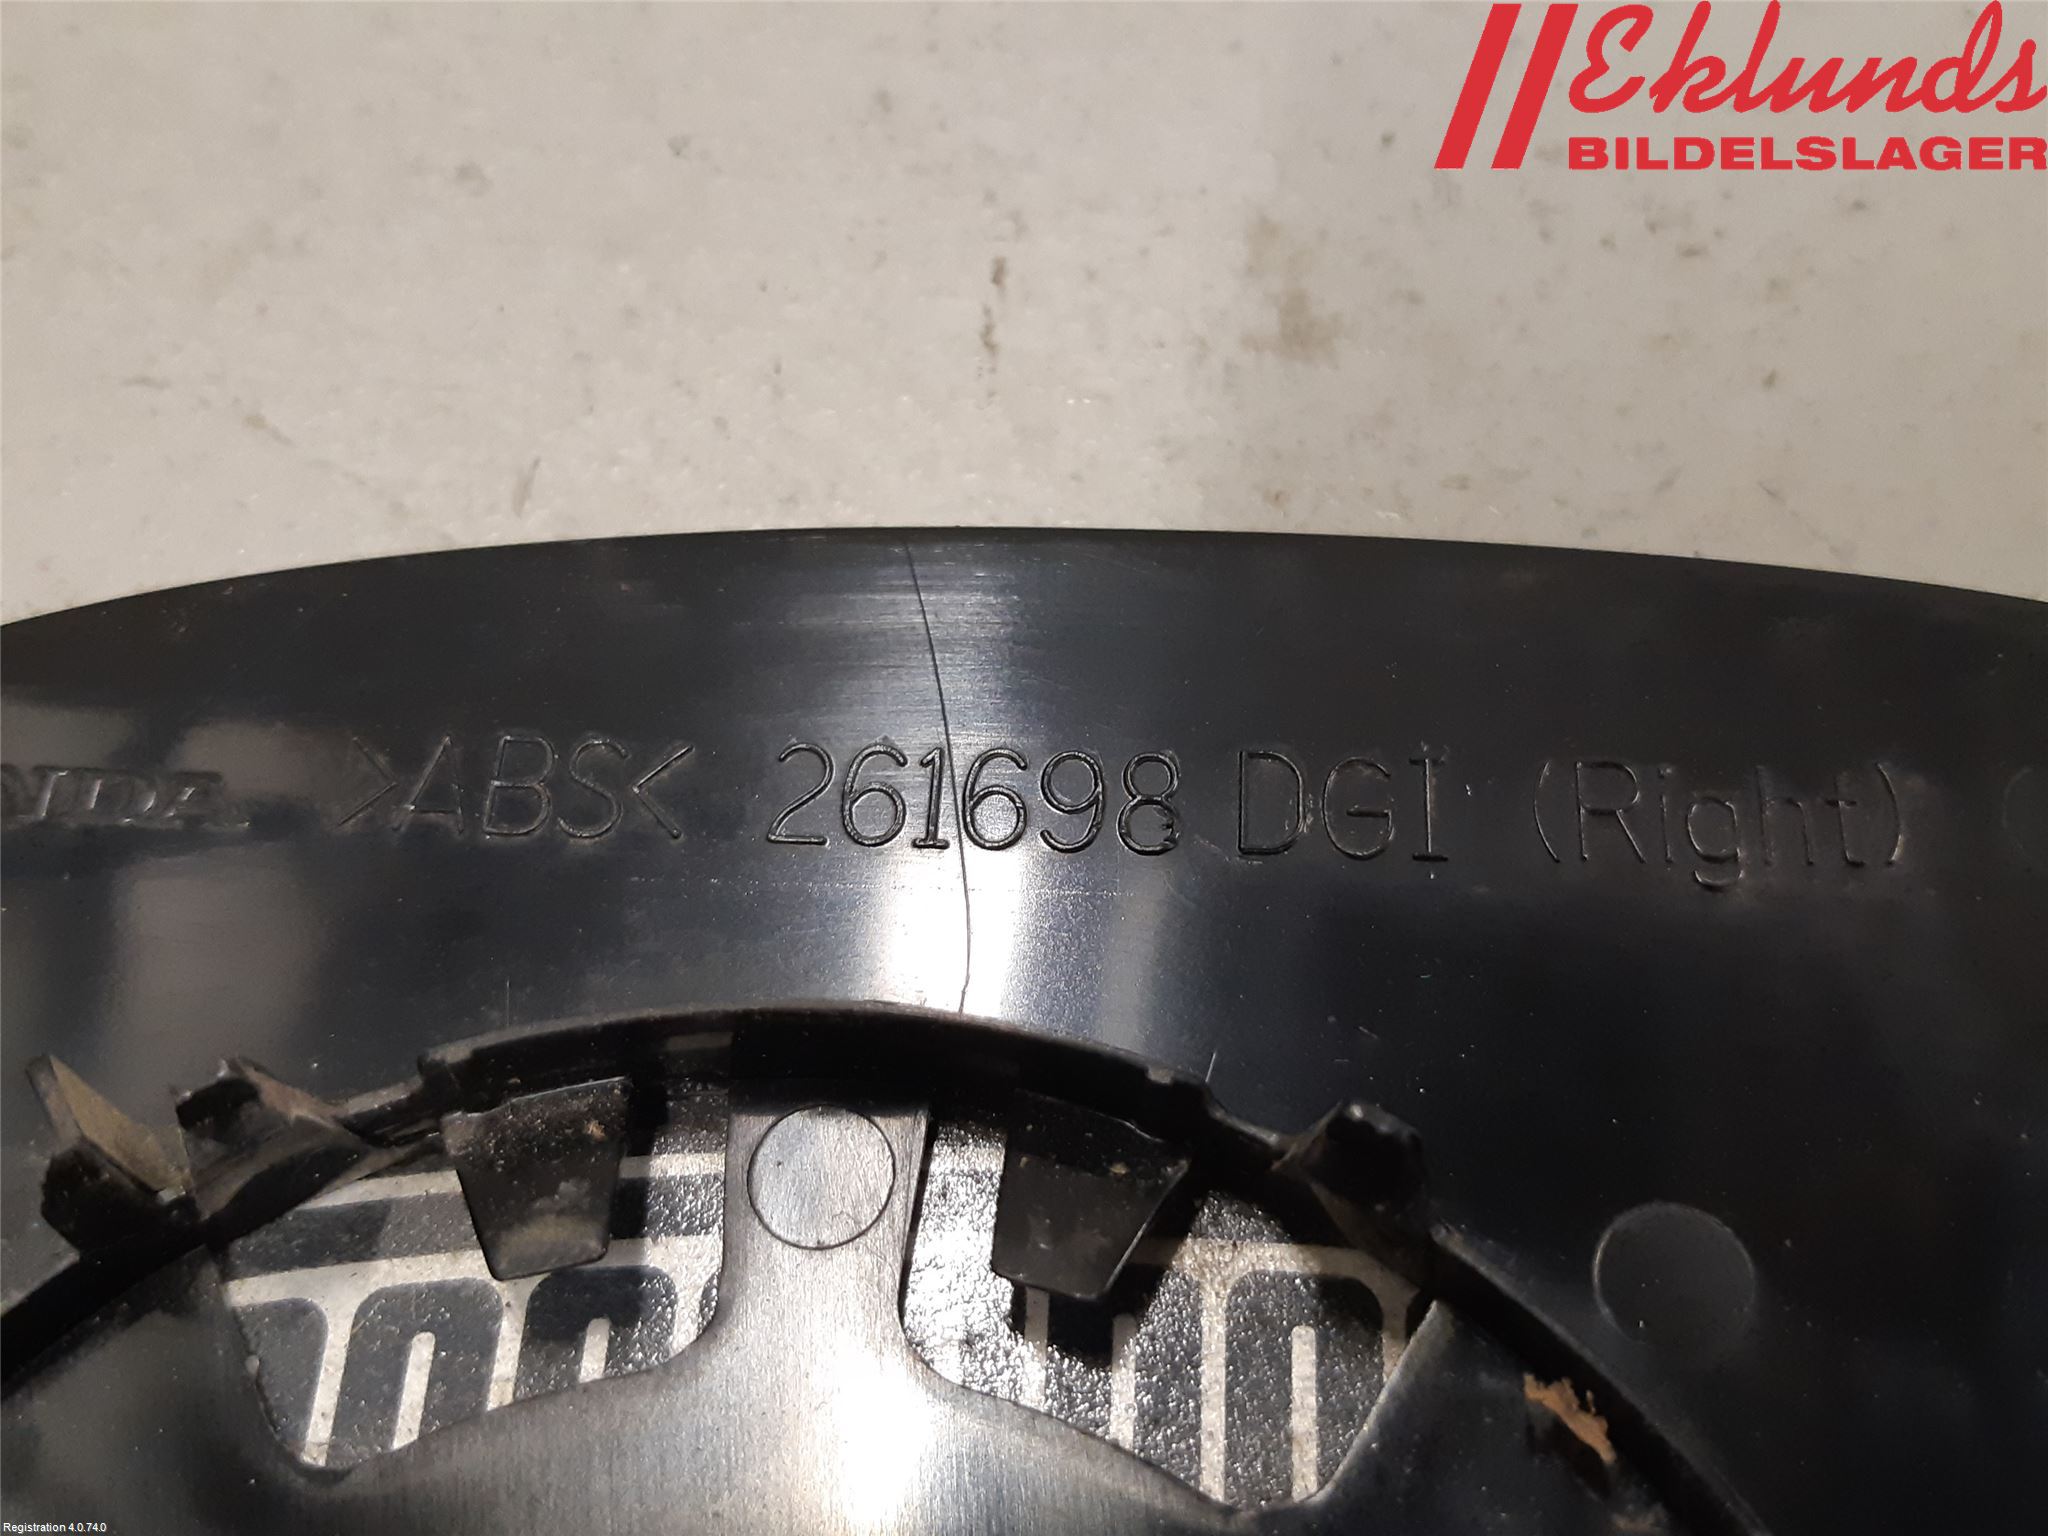 Eklunds
BILDELSLAGER
>ABS< 261698 DGI (Right)
Registration 4.0.74.0